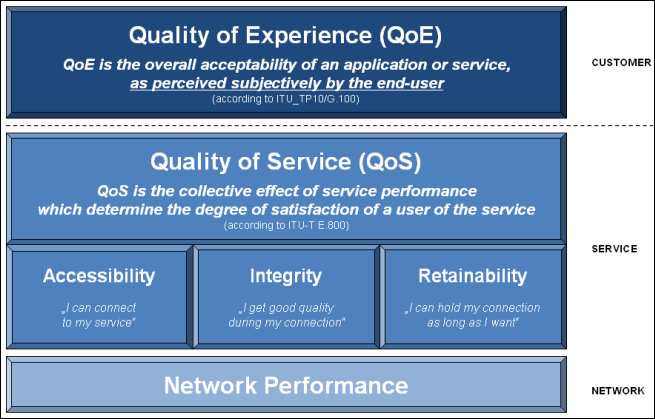 Quality of Experience (QoE)
QoE is the overall acceptability of an application or service,
as perceived subjectively by the end-user
(according to ITU_TP10/G.100)
CUSTOMER
Quality of Service (QoS)
QoS is the collective effect of service performance
which determine the degree of satisfaction of a user of the service
(according to ITU-T E.800)
SERVICE
Accessibility
„I can connect
to my service“
Integrity
„I get good quality
during my connection“
Retainability
„I can hold my connection
as long as I want“
Network Performance
NETWORK